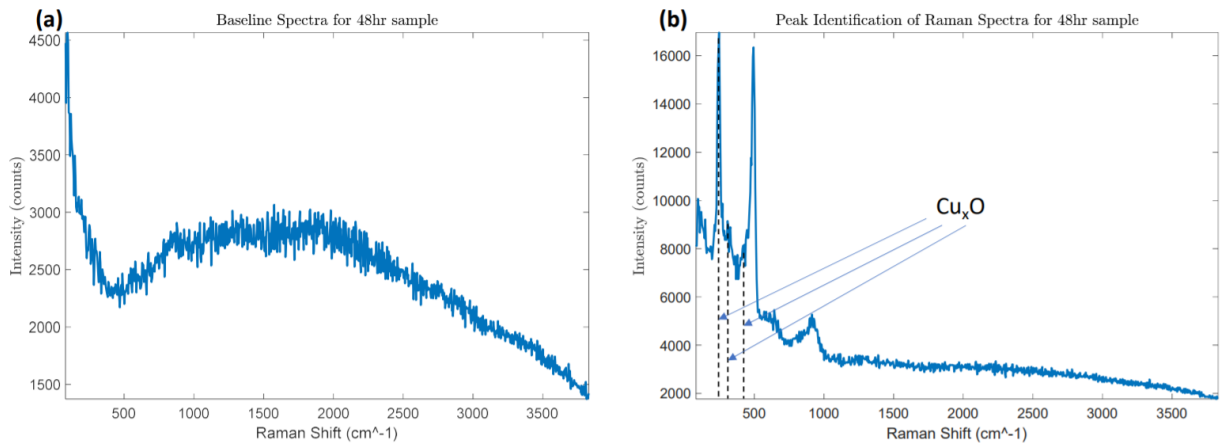 (a)
Baseline Spectra for 48hr sample
4500
4000
3500
3000
2500
2000
1500
Intensity (counts)
500 1000 1500 2000 2500 3000 3500
Raman Shift (cm^-1)
(b)
Peak Identification of Raman Spectra for 48hr sample
16000
14000
12000
10000
8000
6000
4000
2000
Intensity (counts)
CuₓO
500 1000 1500 2000 2500 3000 3500
Raman Shift (cm^-1)